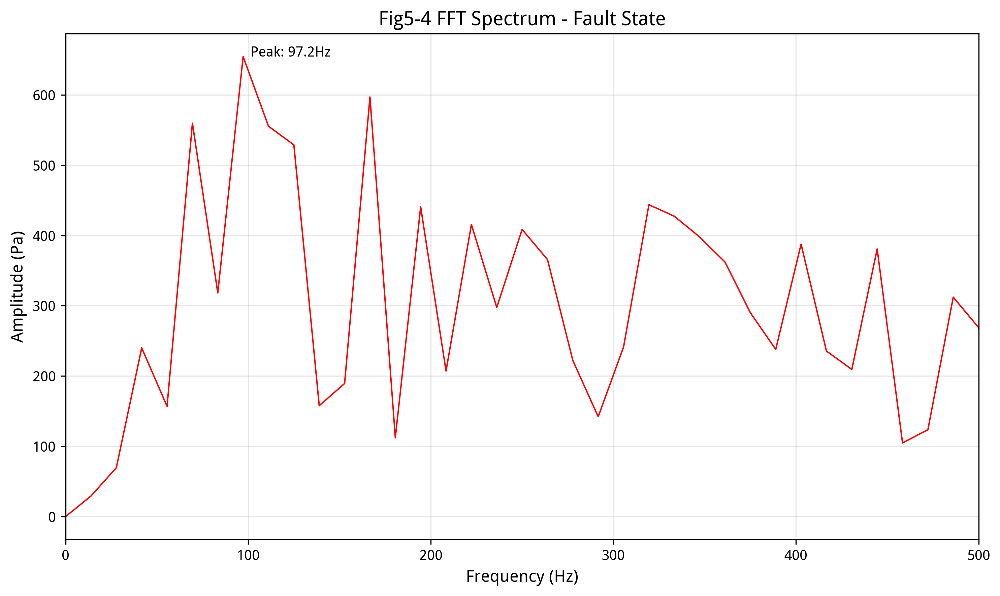 Fig5-4 FFT Spectrum - Fault State
Peak: 97.2Hz
600
500
400
300
200
100
0
Amplitude (Pa)
0 100 200 300 400 500
Frequency (Hz)